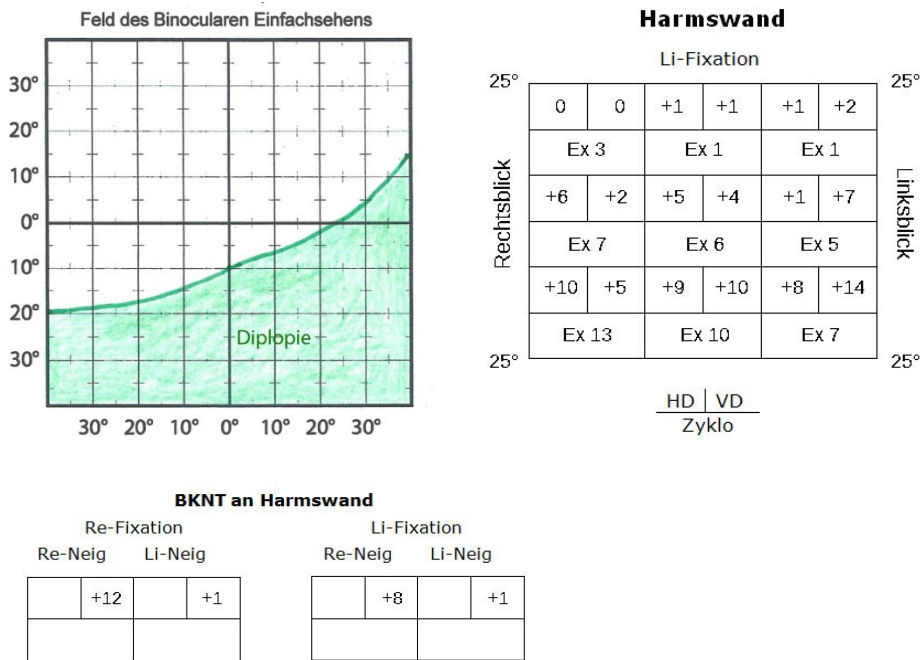 Feld des Binocularen Einfachsehens
30°
20°
10°
0°
10°
20°
30°
Diplopie
30° 20° 10° 0° 10° 20° 30°
Harmswand
Li-Fixation
25° 25°
Rechtsblick
Linksblick
0 0 +1 +1 +1 +2
Ex 3 Ex 1 Ex 1
+6 +2 +5 +4 +1 +7
Ex 7 Ex 6 Ex 5
+10 +5 +9 +10 +8 +14
Ex 13 Ex 10 Ex 7
25° 25°
HD VD
Zyklo
BKNT an Harmswand
Re-Fixation Li-Fixation
Re-Neig Li-Neig Re-Neig Li-Neig
+12 +1 +8 +1